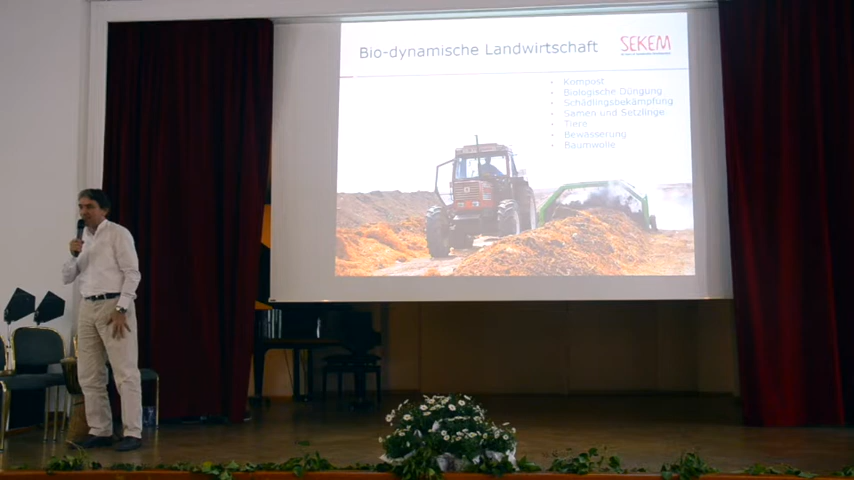 Bio-dynamische Landwirtschaft
SEKEM
• Kompost
• Biologische Düngung
• Schädlingsbekämpfung
• Samen und Setzlinge
• Tiere
• Bewässerung
• Baumwolle